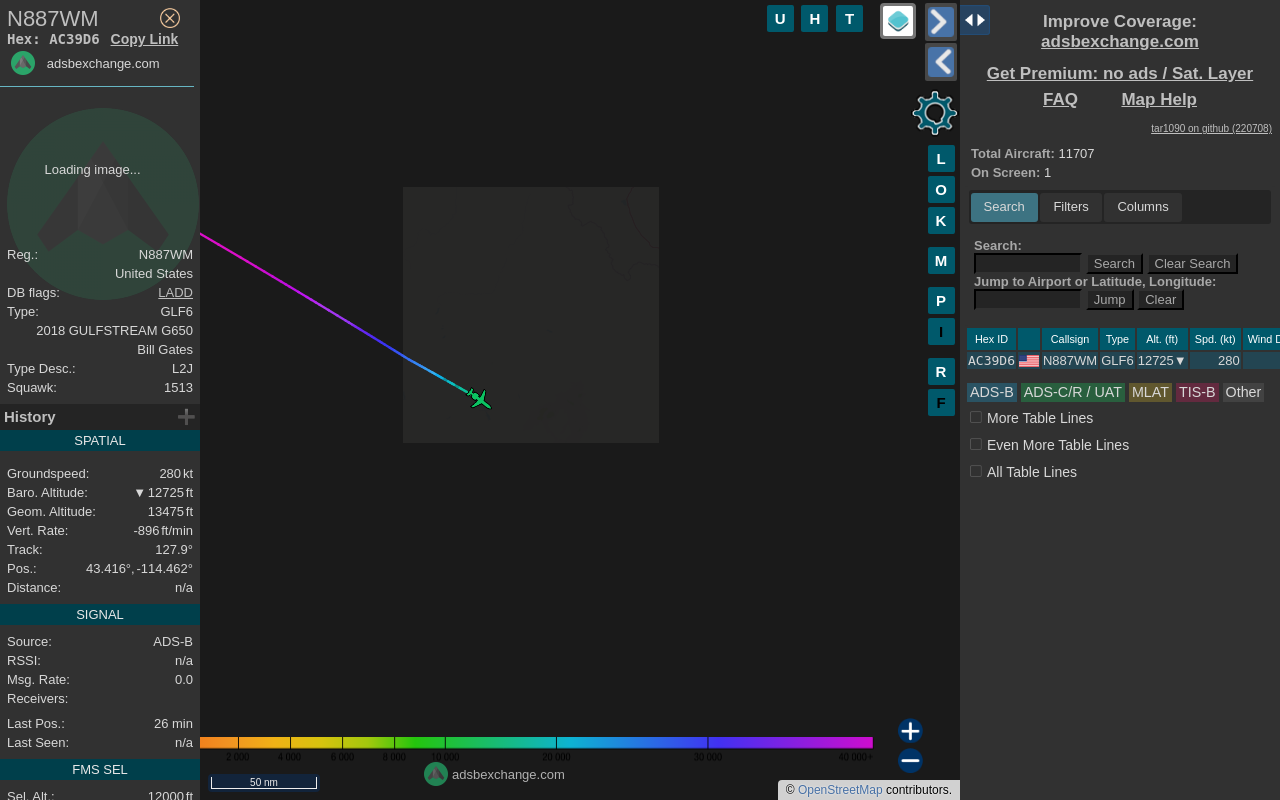 N887WM
Hex: AC39D6 Copy Link
adsbexchange.com
Loading image...
Reg.: N887WM
United States
DB flags: LADD
Type: GLF6
2018 GULFSTREAM G650
Bill Gates
Type Desc.: L2J
Squawk: 1513
History
SPATIAL
Groundspeed: 280 kt
Baro. Altitude: ▼ 12725 ft
Geom. Altitude: 13475 ft
Vert. Rate: -896 ft/min
Track: 127.9°
Pos.: 43.416°, -114.462°
Distance: n/a
SIGNAL
Source: ADS-B
RSSI: n/a
Msg. Rate: 0.0
Receivers:
Last Pos.: 26 min
Last Seen: n/a
FMS SEL
Sel. Alt.: 12000 ft
U H T
L
O
K
M
P
I
R
F
2 000 4 000 6 000 8 000 10 000 20 000 30 000 40 000+
50 nm
adsbexchange.com
© OpenStreetMap contributors.
Improve Coverage:
adsbexchange.com
Get Premium: no ads / Sat. Layer
FAQ Map Help
tar1090 on github (220708)
Total Aircraft: 11707
On Screen: 1
Search Filters Columns
Search:
Search Clear Search
Jump to Airport or Latitude, Longitude:
Jump Clear
Hex ID Callsign Type Alt. (ft) Spd. (kt) Wind D
AC39D6 N887WM GLF6 12725▼ 280
ADS-B ADS-C/R / UAT MLAT TIS-B Other
More Table Lines
Even More Table Lines
All Table Lines